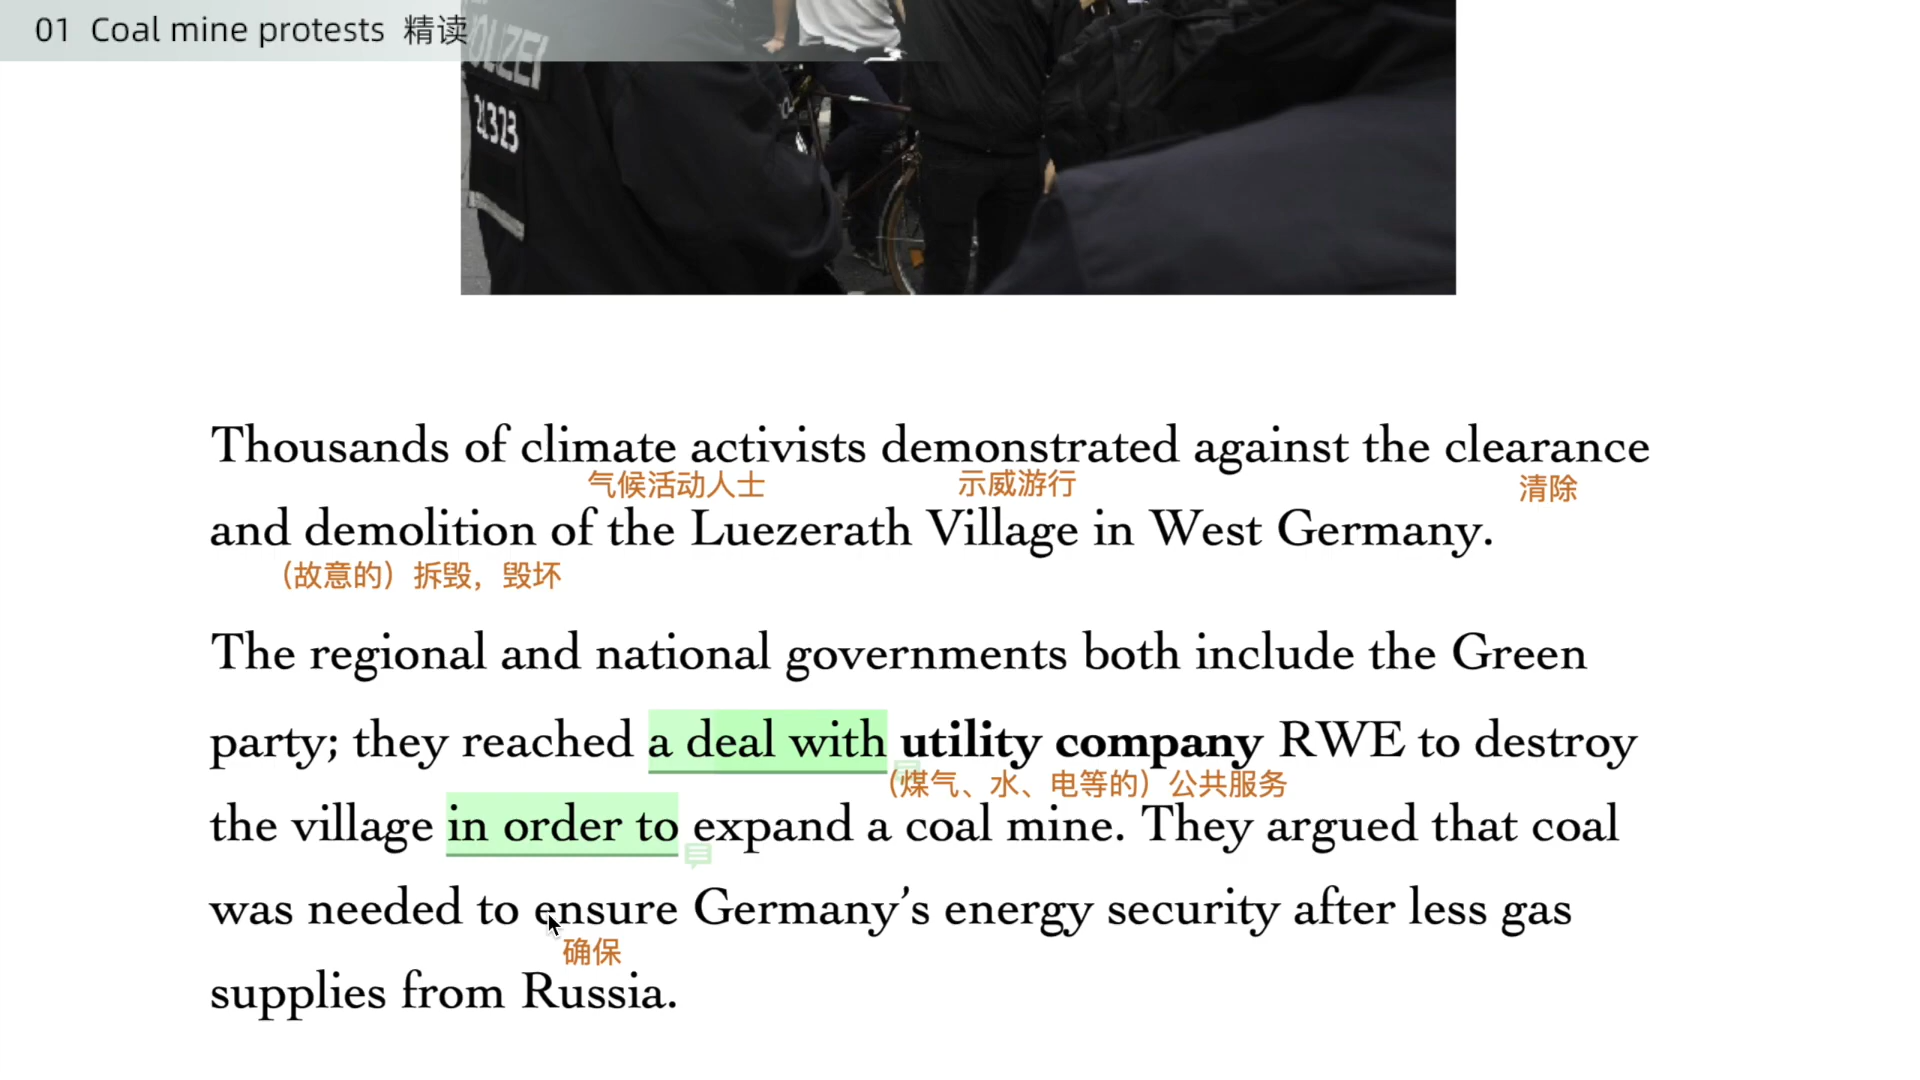 01 Coal mine protests 精读
POLIZEI
21323
Thousands of climate activists demonstrated against the clearance
气候活动人士 示威游行 清除
and demolition of the Luezerath Village in West Germany.
（故意的）拆毁，毁坏
The regional and national governments both include the Green
party; they reached a deal with utility company RWE to destroy
（煤气、水、电等的）公共服务
the village in order to expand a coal mine. They argued that coal
was needed to ensure Germany’s energy security after less gas
确保
supplies from Russia.